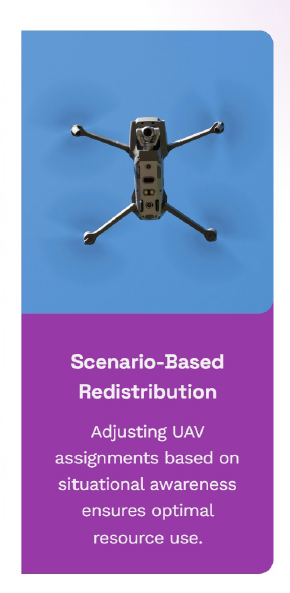 Scenario-Based
Redistribution
Adjusting UAV
assignments based on
situational awareness
ensures optimal
resource use.